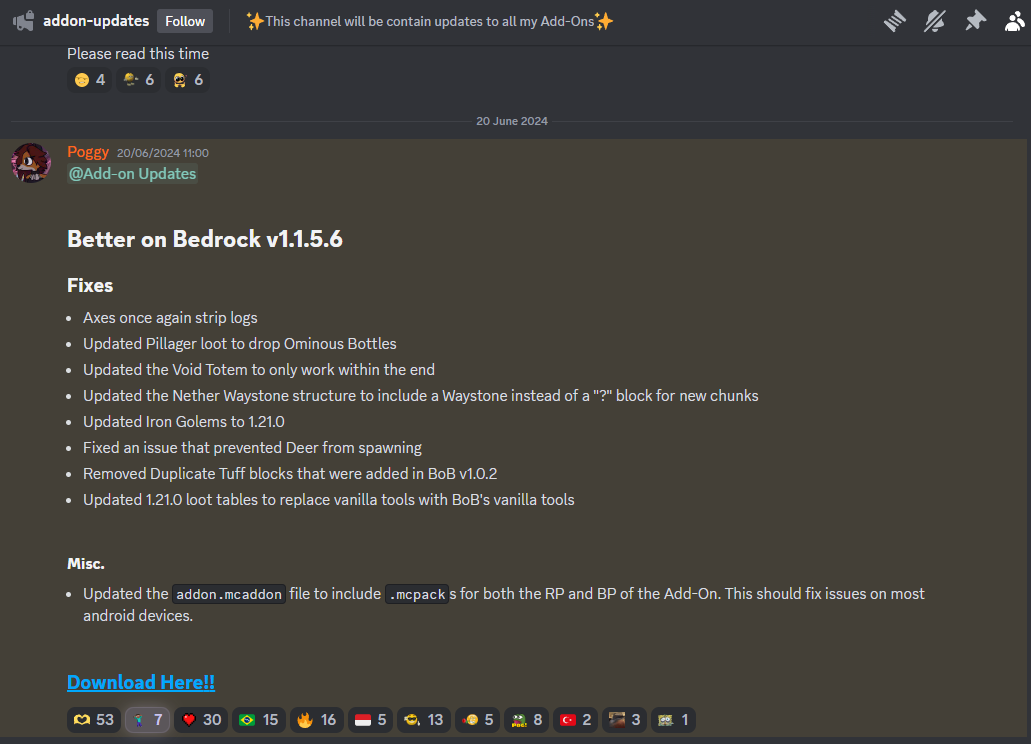 addon-updates Follow ✨This channel will be contain updates to all my Add-Ons✨
Please read this time
4 6 6
20 June 2024
Poggy 20/06/2024 11:00
@Add-on Updates
Better on Bedrock v1.1.5.6
Fixes
• Axes once again strip logs
• Updated Pillager loot to drop Ominous Bottles
• Updated the Void Totem to only work within the end
• Updated the Nether Waystone structure to include a Waystone instead of a "?" block for new chunks
• Updated Iron Golems to 1.21.0
• Fixed an issue that prevented Deer from spawning
• Removed Duplicate Tuff blocks that were added in BoB v1.0.2
• Updated 1.21.0 loot tables to replace vanilla tools with BoB's vanilla tools
Misc.
• Updated the addon.mcaddon file to include .mcpack s for both the RP and BP of the Add-On. This should fix issues on most
android devices.
Download Here!!
53 7 30 15 16 5 13 5 8 2 3 1